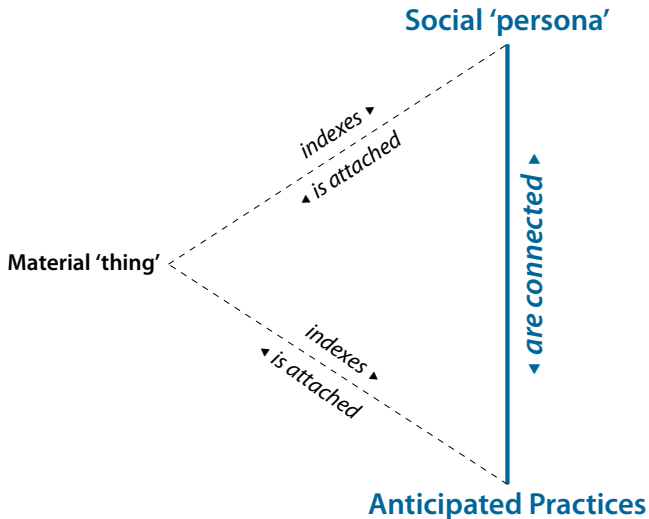 Social ‘persona’
indexes
is attached
are connected
Material ‘thing’
indexes
is attached
Anticipated Practices